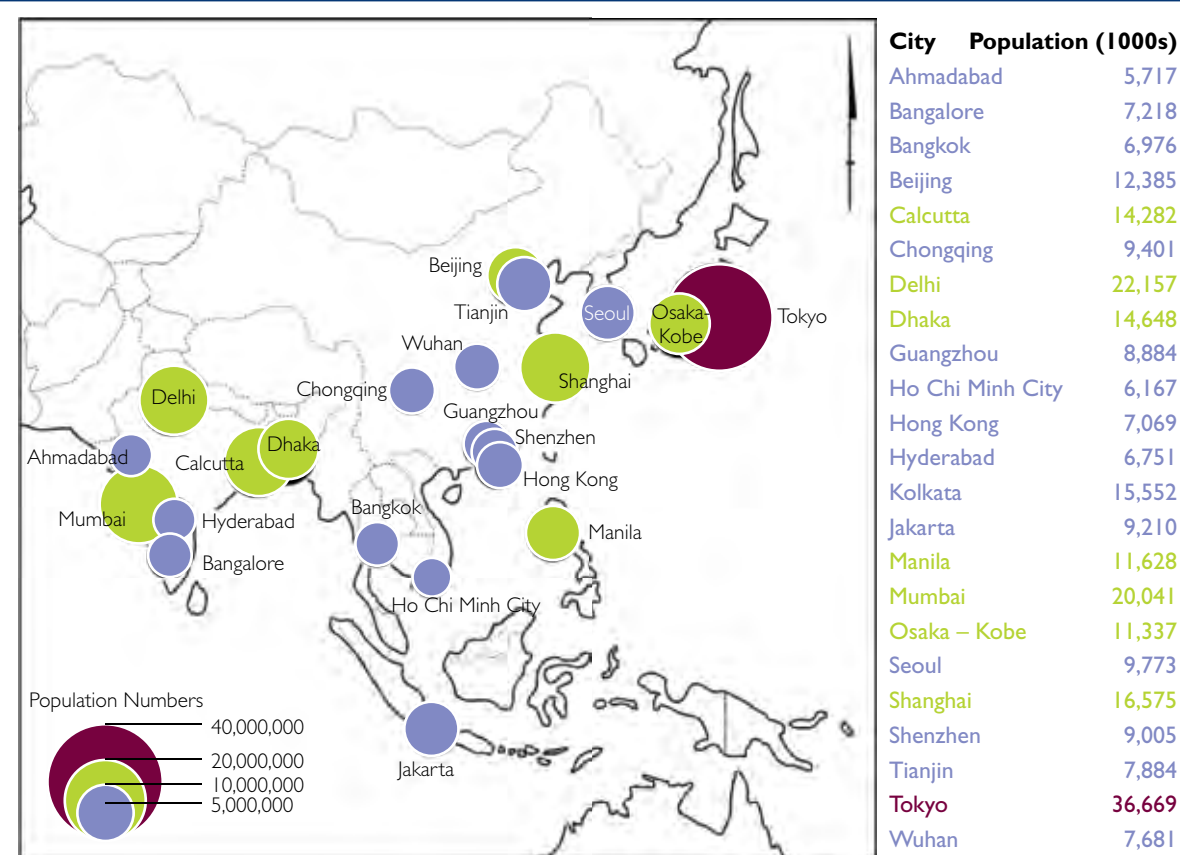 Beijing
Tianjin
Seoul
Osaka-
Kobe
Tokyo
Wuhan
Shanghai
Chongqing
Delhi
Guangzhou
Shenzhen
Hong Kong
Dhaka
Calcutta
Ahmadabad
Mumbai
Hyderabad
Bangalore
Bangkok
Manila
Ho Chi Minh City
Jakarta
Population Numbers
40,000,000
20,000,000
10,000,000
5,000,000
City Population (1000s)
Ahmadabad 5,717
Bangalore 7,218
Bangkok 6,976
Beijing 12,385
Calcutta 14,282
Chongqing 9,401
Delhi 22,157
Dhaka 14,648
Guangzhou 8,884
Ho Chi Minh City 6,167
Hong Kong 7,069
Hyderabad 6,751
Kolkata 15,552
Jakarta 9,210
Manila 11,628
Mumbai 20,041
Osaka – Kobe 11,337
Seoul 9,773
Shanghai 16,575
Shenzhen 9,005
Tianjin 7,884
Tokyo 36,669
Wuhan 7,681